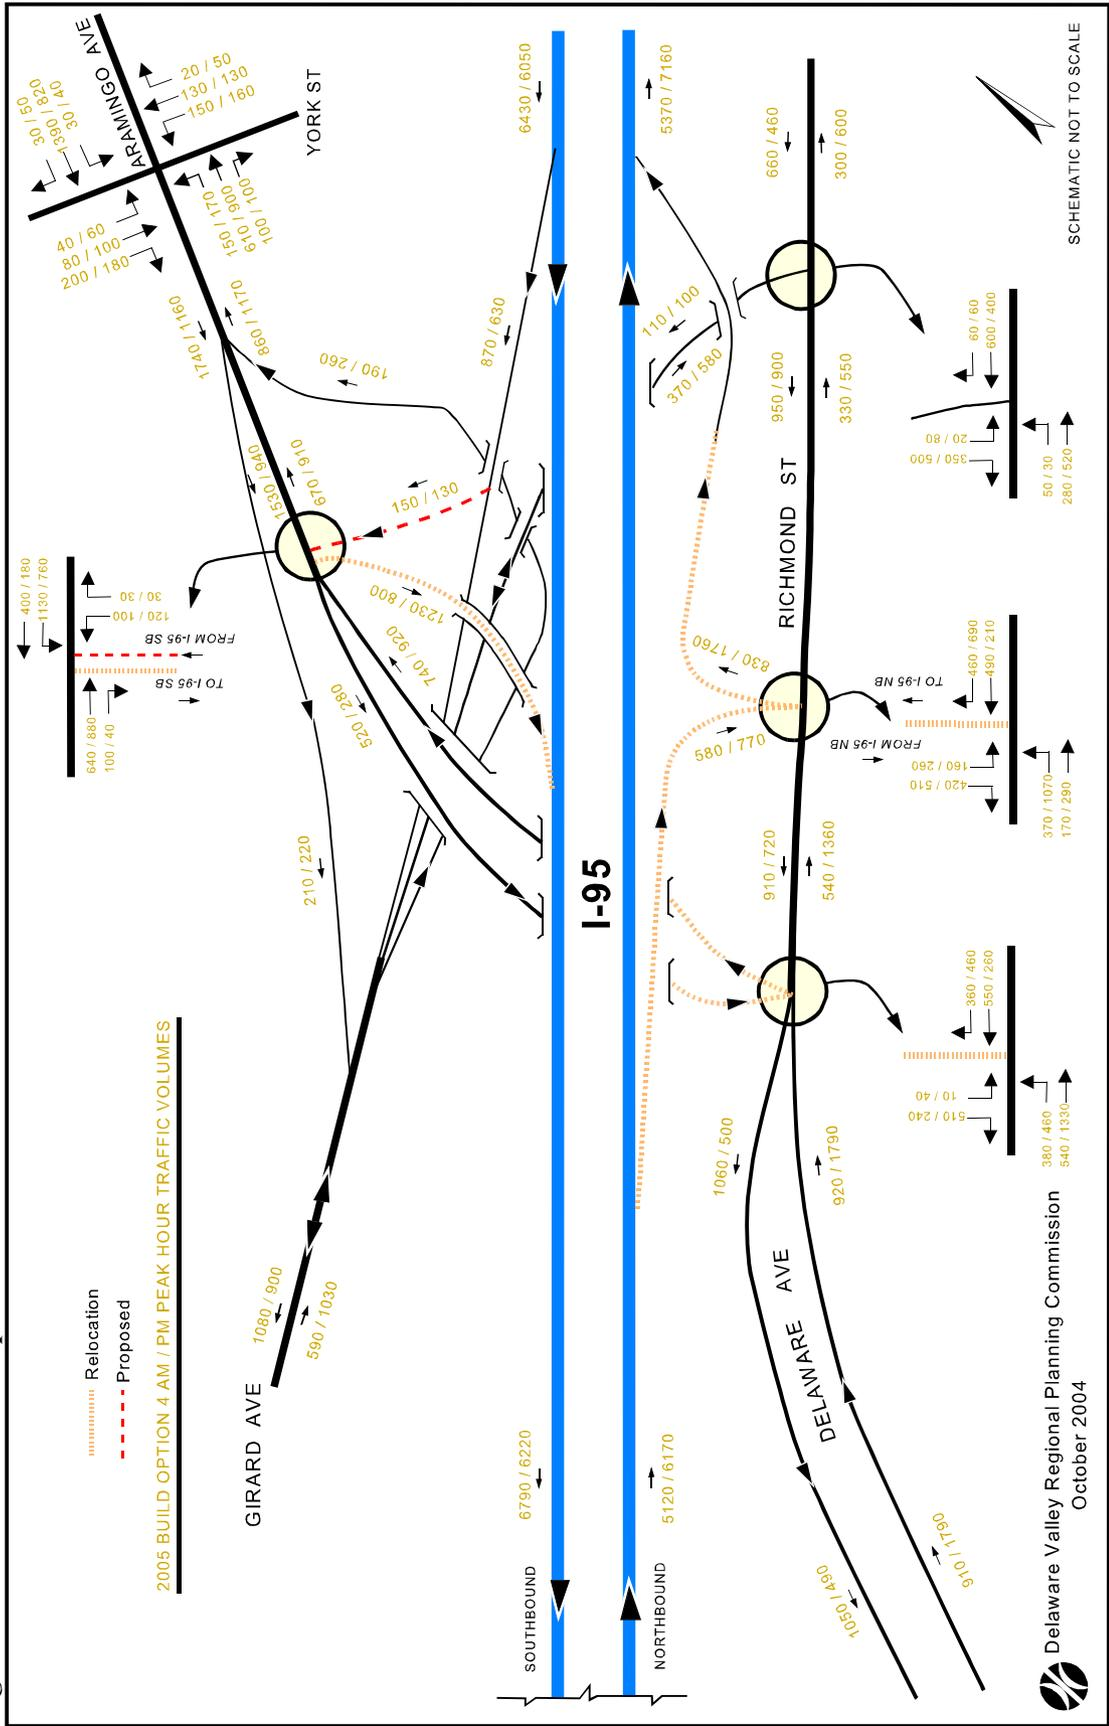 ARAMINGO AVE
30 / 50
1390 / 820
30 / 40
20 / 50
130 / 130
150 / 160
YORK ST
40 / 60
80 / 100
200 / 180
150 / 170
610 / 900
100 / 100
1740 / 1160
860 / 1170
190 / 260
1530 / 940
670 / 910
150 / 130
1230 / 800
740 / 920
520 / 280
210 / 220
400 / 180
1130 / 760
30 / 30
120 / 100
FROM I-95 SB
TO I-95 SB
640 / 880
100 / 40
870 / 630
6430 / 6050
5370 / 7160
I-95
110 / 100
370 / 580
660 / 460
300 / 600
950 / 900
330 / 550
RICHMOND ST
830 / 1760
580 / 770
910 / 720
540 / 1360
60 / 60
600 / 400
20 / 80
350 / 500
50 / 30
280 / 520
460 / 690
490 / 210
TO I-95 NB
FROM I-95 NB
160 / 260
420 / 510
370 / 1070
170 / 290
360 / 460
550 / 260
10 / 40
510 / 240
380 / 460
540 / 1330
1060 / 500
920 / 1790
DELAWARE AVE
1050 / 490
910 / 1790
GIRARD AVE
1080 / 900
590 / 1030
SOUTHBOUND
6790 / 6220
NORTHBOUND
5120 / 6170
Relocation
Proposed
2005 BUILD OPTION 4 AM / PM PEAK HOUR TRAFFIC VOLUMES
SCHEMATIC NOT TO SCALE
Delaware Valley Regional Planning Commission
October 2004